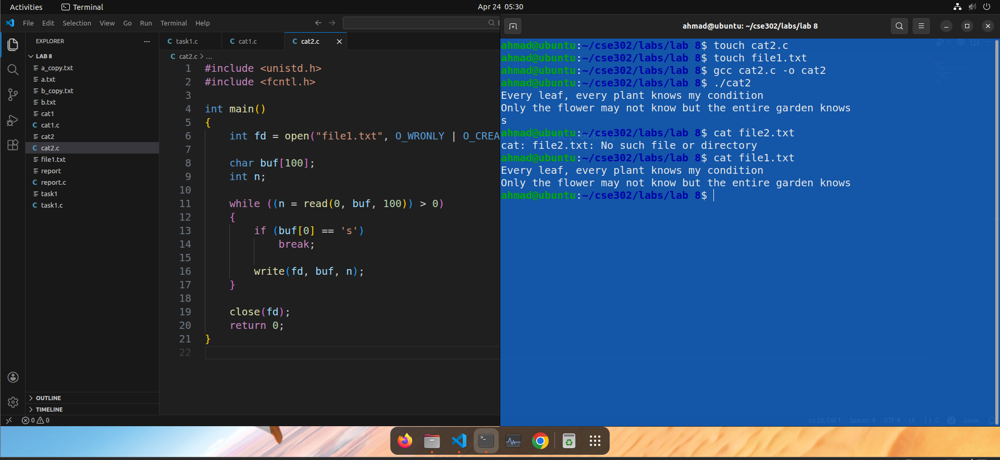 Activities
Terminal
Apr 24 05:30
File Edit Selection View Go Run Terminal Help
EXPLORER
LAB 8
a_copy.txt
a.txt
b_copy.txt
b.txt
cat1
cat1.c
cat2
cat2.c
file1.txt
report
report.c
task1
task1.c
OUTLINE
TIMELINE
0 0
task1.c
cat1.c
cat2.c
cat2.c > ...
1 #include <unistd.h>
2 #include <fcntl.h>
3
4 int main()
5 {
6     int fd = open("file1.txt", O_WRONLY | O_CREA
7
8     char buf[100];
9     int n;
10
11     while ((n = read(0, buf, 100)) > 0)
12     {
13         if (buf[0] == 's')
14             break;
15
16         write(fd, buf, n);
17     }
18
19     close(fd);
20     return 0;
21 }
22
ahmad@ubuntu: ~/cse302/labs/lab 8
ahmad@ubuntu:~/cse302/labs/lab 8$ touch cat2.c
ahmad@ubuntu:~/cse302/labs/lab 8$ touch file1.txt
ahmad@ubuntu:~/cse302/labs/lab 8$ gcc cat2.c -o cat2
ahmad@ubuntu:~/cse302/labs/lab 8$ ./cat2
Every leaf, every plant knows my condition
Only the flower may not know but the entire garden knows
s
ahmad@ubuntu:~/cse302/labs/lab 8$ cat file2.txt
cat: file2.txt: No such file or directory
ahmad@ubuntu:~/cse302/labs/lab 8$ cat file1.txt
Every leaf, every plant knows my condition
Only the flower may not know but the entire garden knows
ahmad@ubuntu:~/cse302/labs/lab 8$
Ln 22, Col 1 Spaces: 4 UTF-8 LF { } C Linux